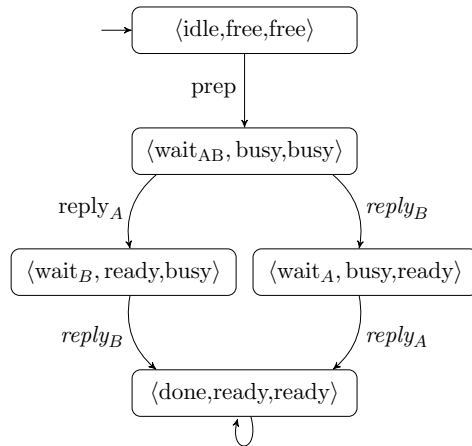 ⟨idle,free,free⟩
prep
⟨wait_AB, busy,busy⟩
reply_A reply_B
⟨wait_B, ready,busy⟩ ⟨wait_A, busy,ready⟩
reply_B reply_A
⟨done,ready,ready⟩